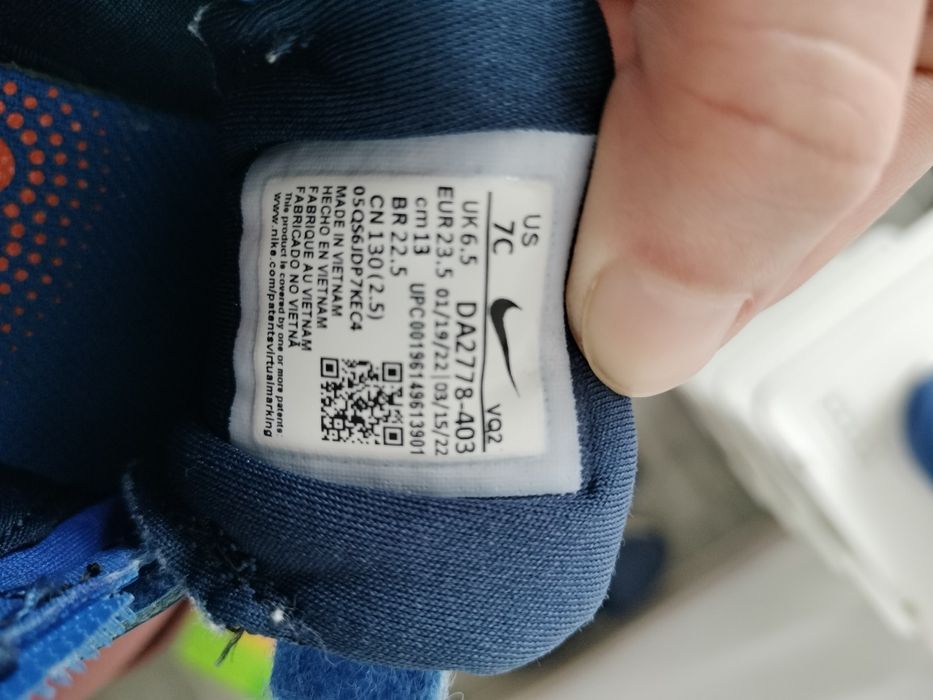 US
7C VQ2
UK 6.5 DA2778-403
EUR 23.5 01/19/22|03/15/22
cm 13 UPC00196149613901
BR 22.5
CN 130(2.5)
05QS6JDP7KEC4
MADE IN VIETNAM
HECHO EN VIETNAM
FABRIQUE AU VIETNAM
FABRICADO NO VIETNÃ
This product is covered by one or more patents:
www.nike.com/patentsvirtualmarking